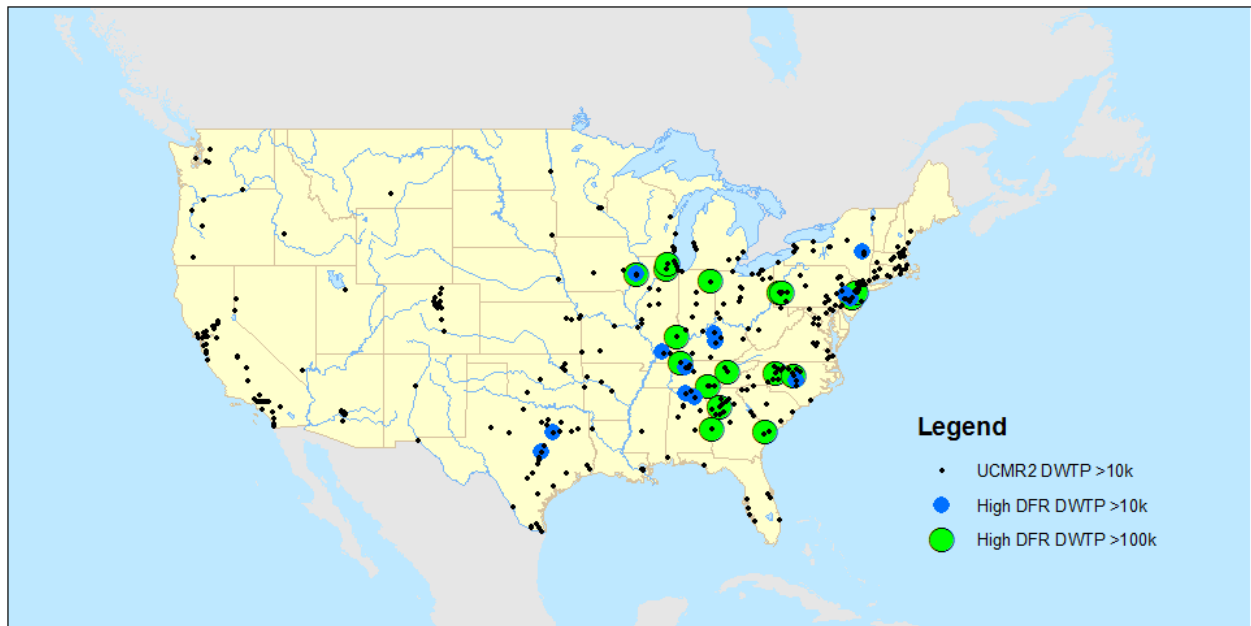 Legend
UCMR2 DWTP >10k
High DFR DWTP >10k
High DFR DWTP >100k